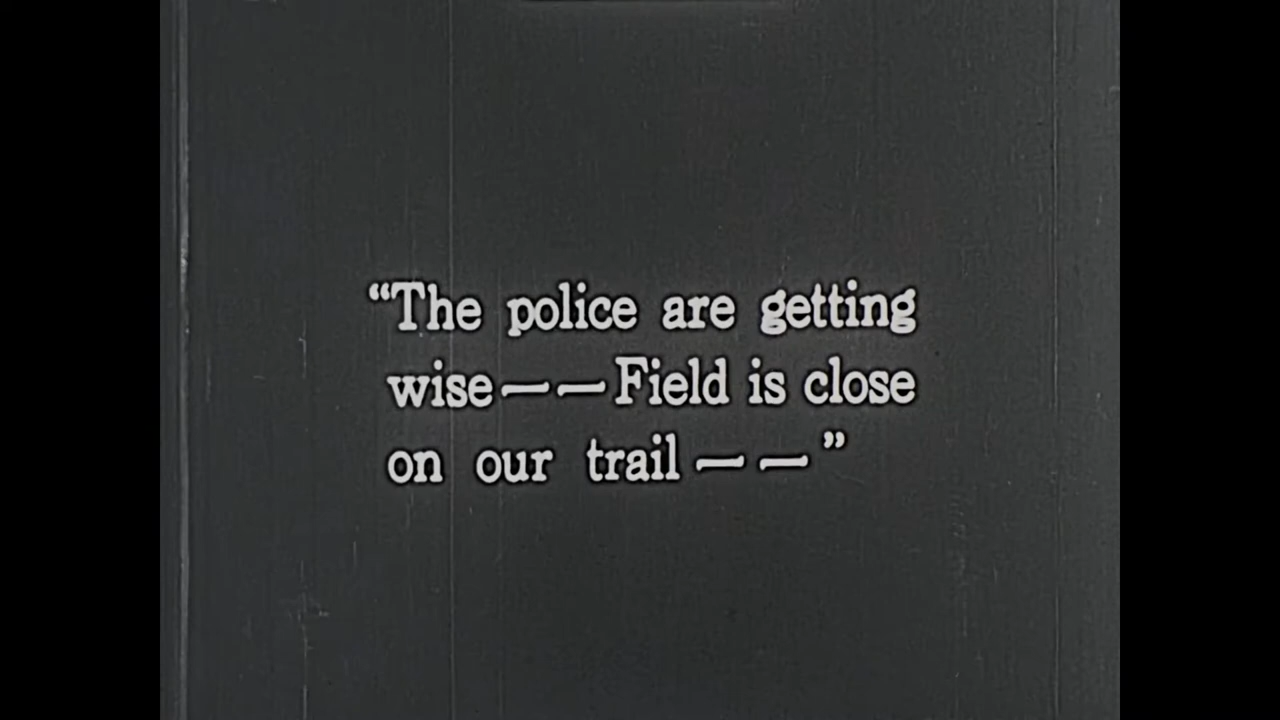 “The police are getting
wise——Field is close
on our trail——”